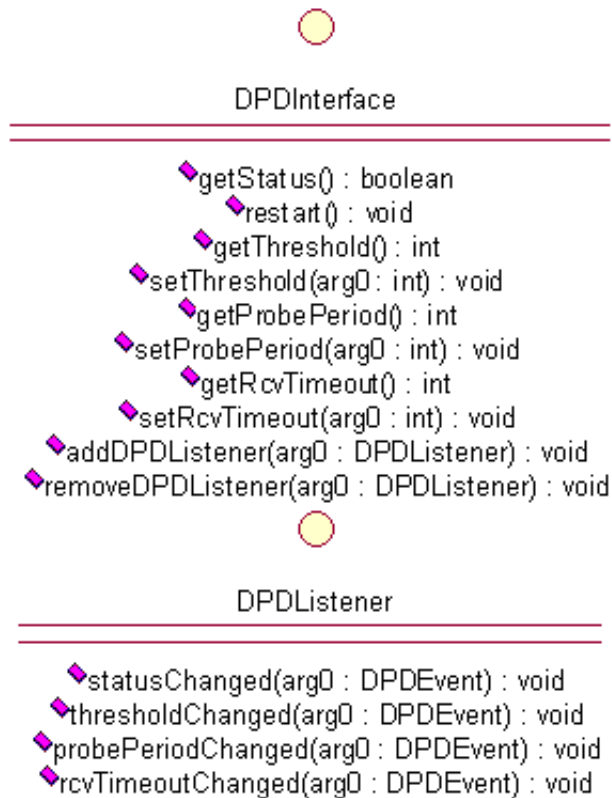 DPDInterface
getStatus() : boolean
restart() : void
getThreshold() : int
setThreshold(arg0 : int) : void
getProbePeriod() : int
setProbePeriod(arg0 : int) : void
getRcvTimeout() : int
setRcvTimeout(arg0 : int) : void
addDPDListener(arg0 : DPDListener) : void
removeDPDListener(arg0 : DPDListener) : void
DPDListener
statusChanged(arg0 : DPDEvent) : void
thresholdChanged(arg0 : DPDEvent) : void
probePeriodChanged(arg0 : DPDEvent) : void
rcvTimeoutChanged(arg0 : DPDEvent) : void